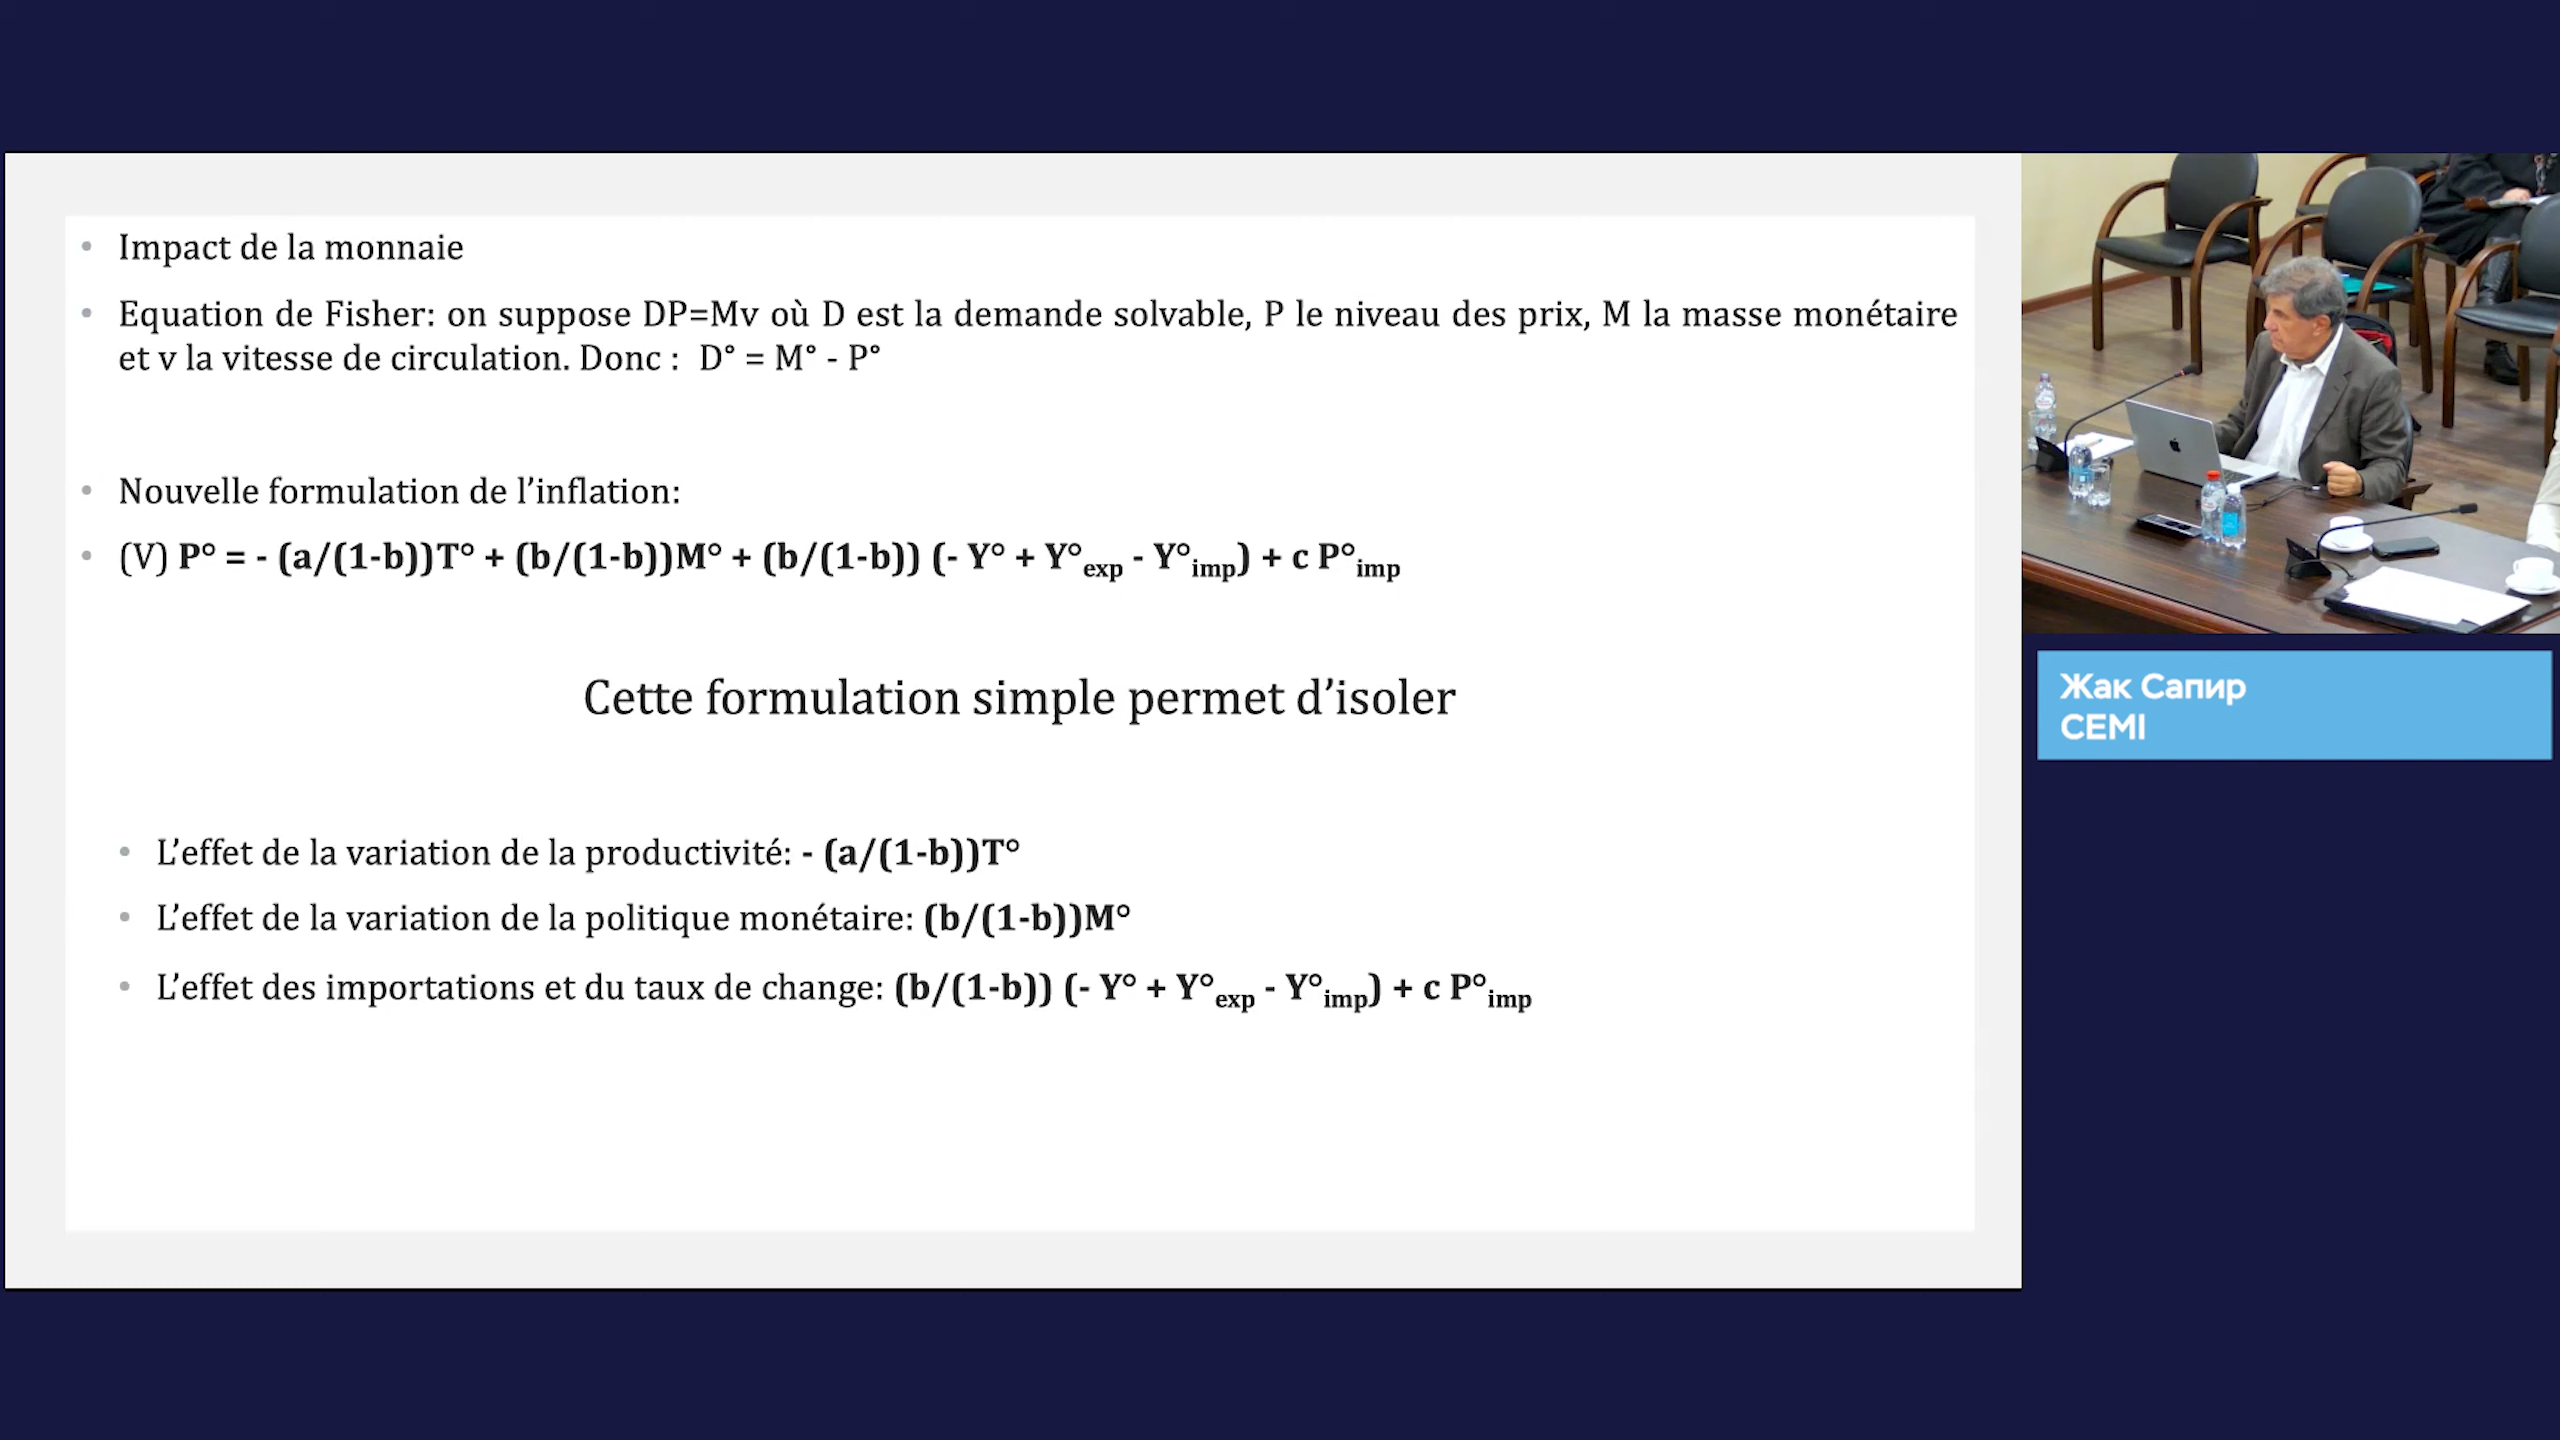 Impact de la monnaie
Equation de Fisher: on suppose DP=Mv où D est la demande solvable, P le niveau des prix, M la masse monétaire
et v la vitesse de circulation. Donc : D° = M° - P°
Nouvelle formulation de l’inflation:
(V) P° = - (a/(1-b))T° + (b/(1-b))M° + (b/(1-b)) (- Y° + Y°exp - Y°imp) + c P°imp
Cette formulation simple permet d’isoler
L’effet de la variation de la productivité: - (a/(1-b))T°
L’effet de la variation de la politique monétaire: (b/(1-b))M°
L’effet des importations et du taux de change: (b/(1-b)) (- Y° + Y°exp - Y°imp) + c P°imp
Жак Сапир
CEMI